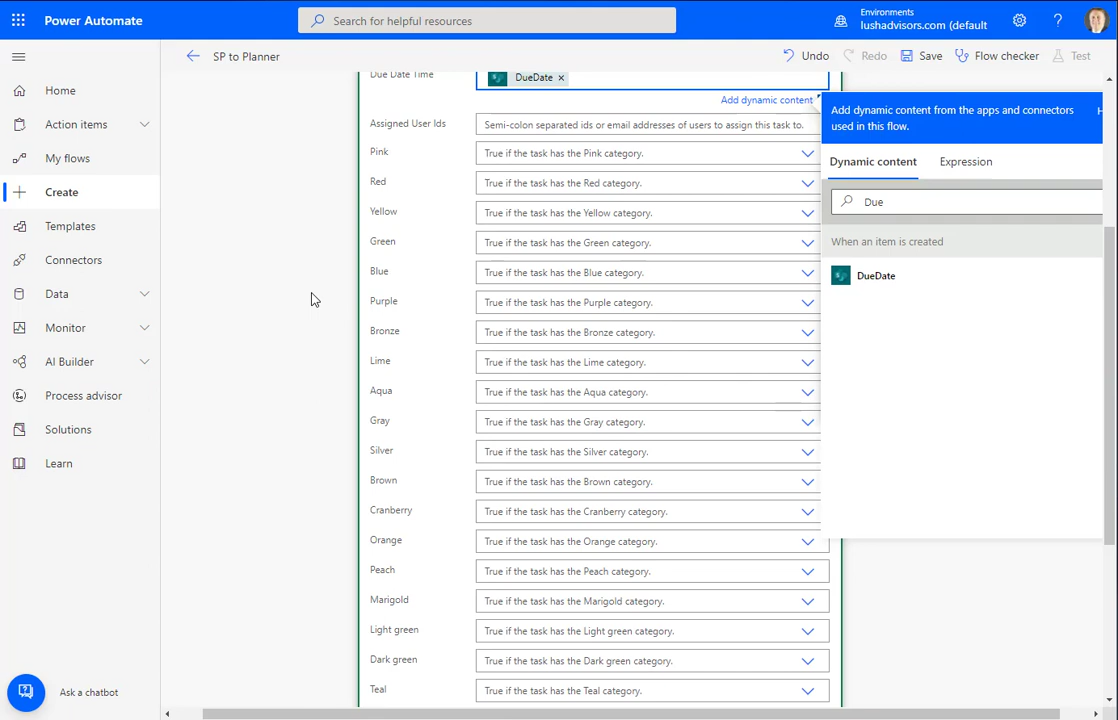 Power Automate
Search for helpful resources
Environments
lushadvisors.com (default
SP to Planner
Undo
Redo
Save
Flow checker
Test
Home
Action items
My flows
Create
Templates
Connectors
Data
Monitor
AI Builder
Process advisor
Solutions
Learn
Ask a chatbot
Due Date Time
DueDate
Add dynamic content
Assigned User Ids
Semi-colon separated ids or email addresses of users to assign this task to.
Pink
True if the task has the Pink category.
Red
True if the task has the Red category.
Yellow
True if the task has the Yellow category.
Green
True if the task has the Green category.
Blue
True if the task has the Blue category.
Purple
True if the task has the Purple category.
Bronze
True if the task has the Bronze category.
Lime
True if the task has the Lime category.
Aqua
True if the task has the Aqua category.
Gray
True if the task has the Gray category.
Silver
True if the task has the Silver category.
Brown
True if the task has the Brown category.
Cranberry
True if the task has the Cranberry category.
Orange
True if the task has the Orange category.
Peach
True if the task has the Peach category.
Marigold
True if the task has the Marigold category.
Light green
True if the task has the Light green category.
Dark green
True if the task has the Dark green category.
Teal
True if the task has the Teal category.
Add dynamic content from the apps and connectors
used in this flow.
Dynamic content
Expression
Due
When an item is created
DueDate